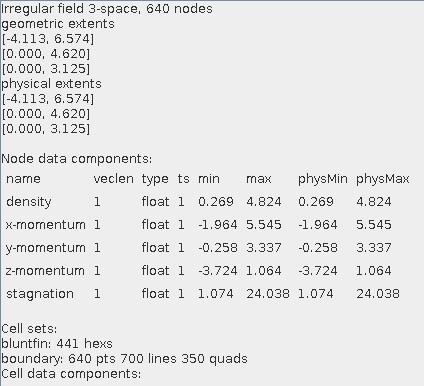 Irregular field 3-space, 640 nodes
geometric extents
[-4.113, 6.574]
[0.000, 4.620]
[0.000, 3.125]
physical extents
[-4.113, 6.574]
[0.000, 4.620]
[0.000, 3.125]
Node data components:
name veclen type ts min max physMin physMax
density 1 float 1 0.269 4.824 0.269 4.824
x-momentum 1 float 1 -1.964 5.545 -1.964 5.545
y-momentum 1 float 1 -0.258 3.337 -0.258 3.337
z-momentum 1 float 1 -3.724 1.064 -3.724 1.064
stagnation 1 float 1 1.074 24.038 1.074 24.038
Cell sets:
bluntfin: 441 hexs
boundary: 640 pts 700 lines 350 quads
Cell data components: